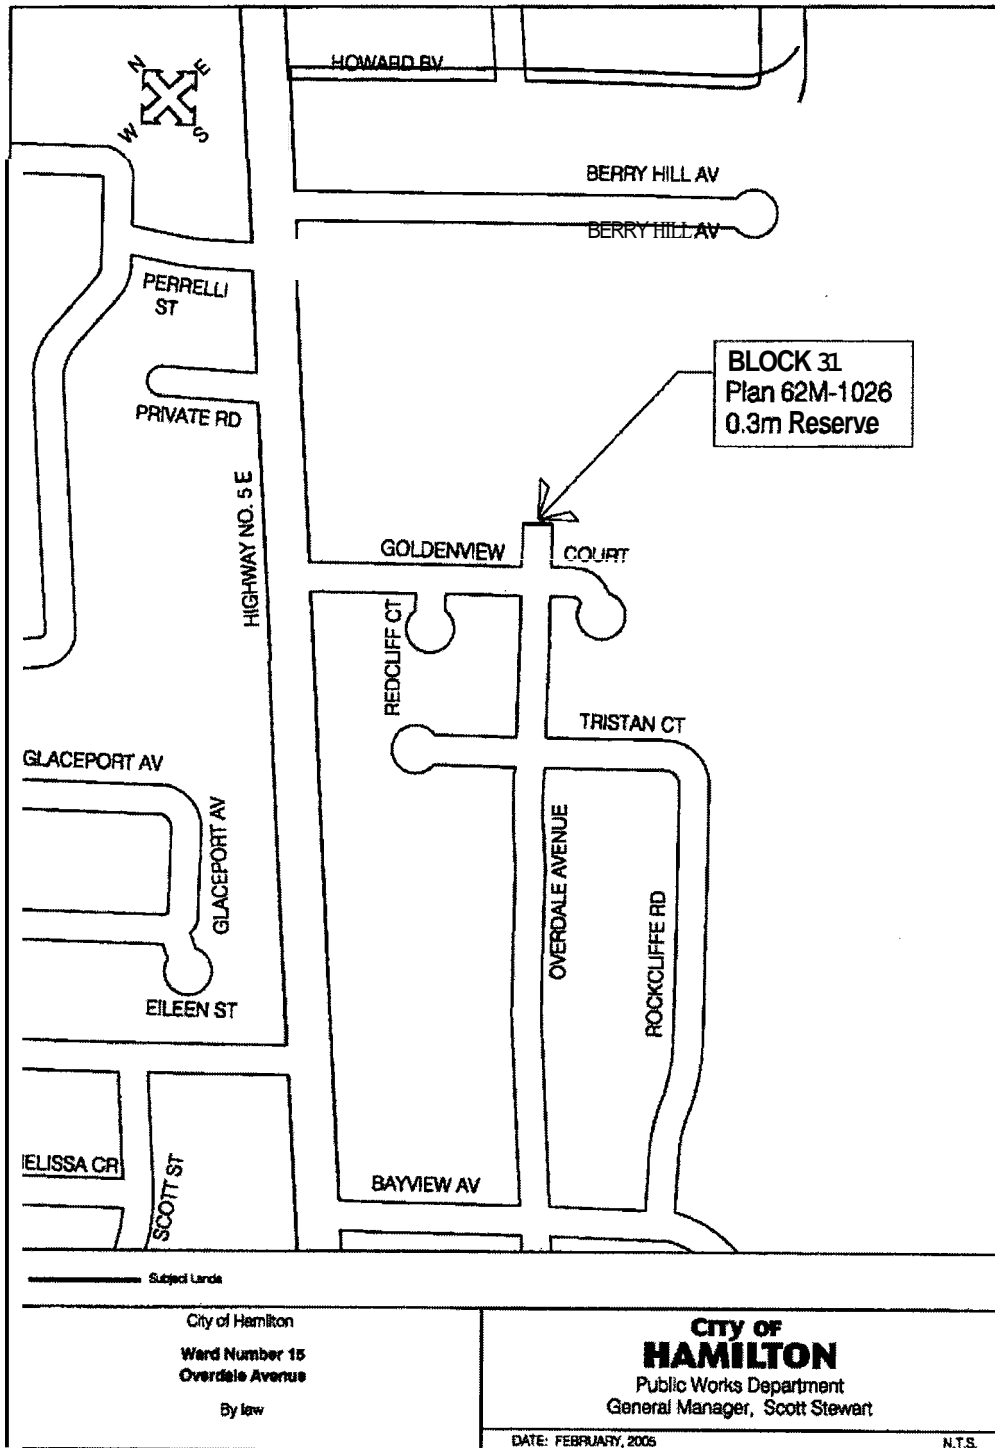 HOWARD BV
N
E
W
S
BERRY HILL AV
BERRY HILL AV
PERRELLI
ST
BLOCK 31
Plan 62M-1026
0.3m Reserve
PRIVATE RD
HIGHWAY NO. 5 E
GOLDENVIEW COURT
REDCLIFF CT
TRISTAN CT
GLACEPORT AV
GLACEPORT AV
OVERDALE AVENUE
ROCKCLIFFE RD
EILEEN ST
ELISSA CR
SCOTT ST
BAYVIEW AV
Subject Lands
City of Hamilton
Ward Number 15
Overdale Avenue
By law
CITY OF
HAMILTON
Public Works Department
General Manager, Scott Stewart
DATE: FEBRUARY, 2005
N.T.S.